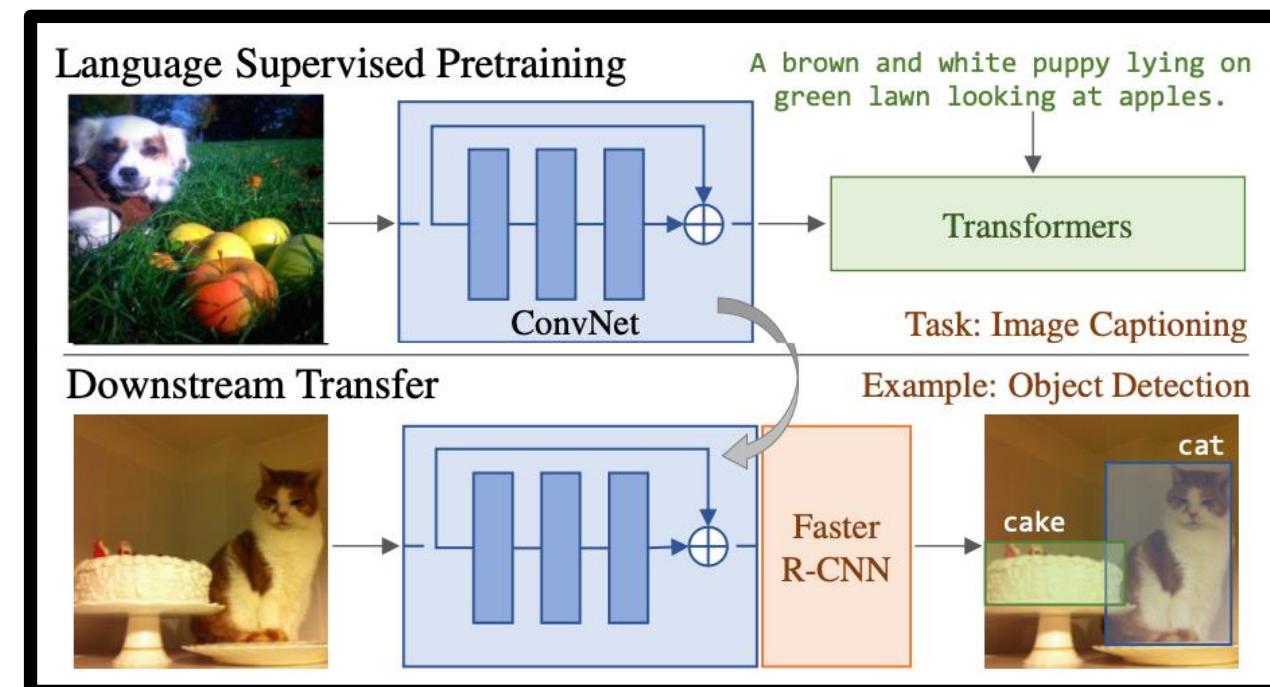 Language Supervised Pretraining
A brown and white puppy lying on
green lawn looking at apples.
Transformers
ConvNet
Task: Image Captioning
Downstream Transfer
Example: Object Detection
Faster
R-CNN
cat
cake